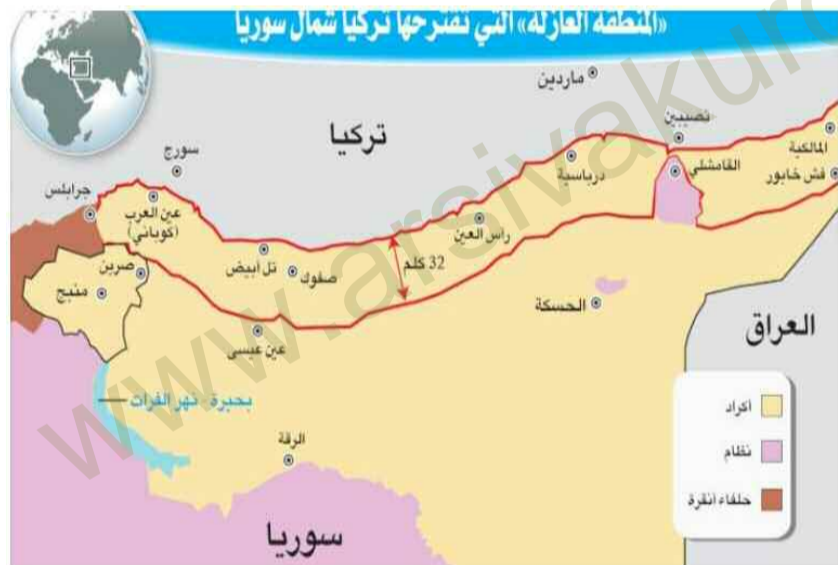 «المنطقة العازلة» التي تقترحها تركيا شمال سوريا
ماردين
نصيبين
المالكية
تركيا
سورج
القامشلي
فش خابور
درباسية
جرابلس
عين العرب
(كوباني)
رأس العين
صرين
تل أبيض
صفوك
32 كلم
منبج
الحسكة
عين عيسى
العراق
بحيرة - نهر الفرات
الرقة
سوريا
أكراد
نظام
حلفاء أنقرة
www.arsivakurd